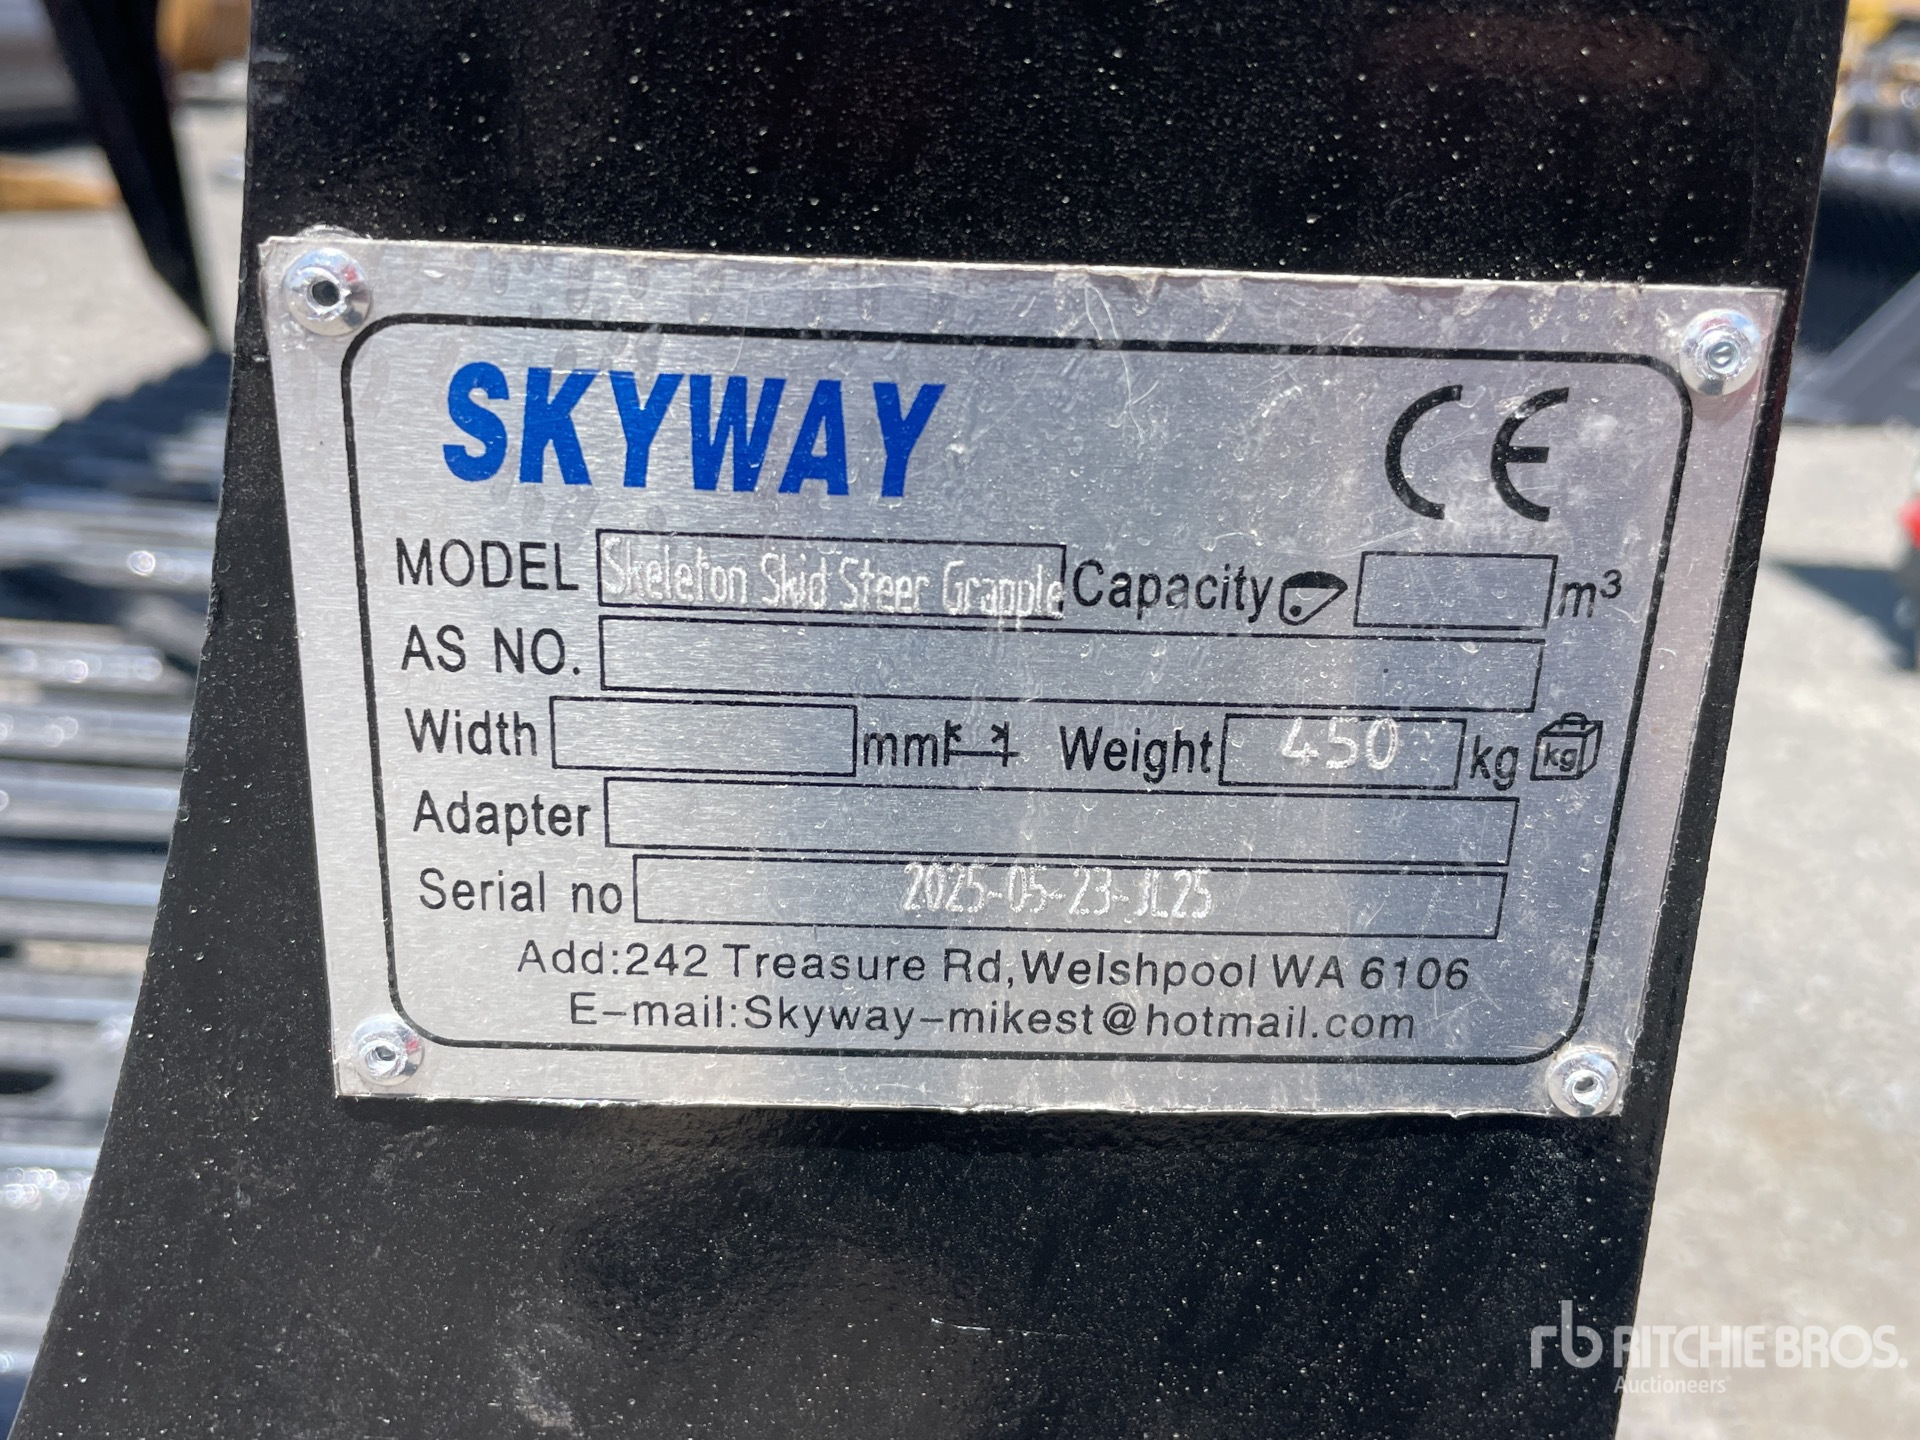 SKYWAY CE
MODEL Skeleton Skid Steer Grapple Capacity m³
AS NO.
Width mm Weight 450 kg kg
Adapter
Serial no 2025-05-23-JL25
Add:242 Treasure Rd,Welshpool WA 6106
E-mail:Skyway-mikest@hotmail.com
rb RITCHIE BROS.
Auctioneers